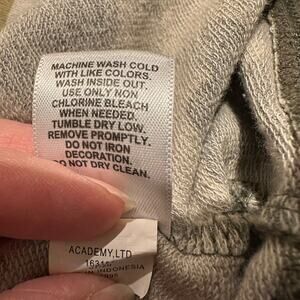 MACHINE WASH COLD
WITH LIKE COLORS.
WASH INSIDE OUT.
USE ONLY NON
CHLORINE BLEACH
WHEN NEEDED.
TUMBLE DRY LOW.
REMOVE PROMPTLY.
DO NOT IRON
DECORATION.
DO NOT DRY CLEAN.
ACADEMY,LTD
INDONESIA